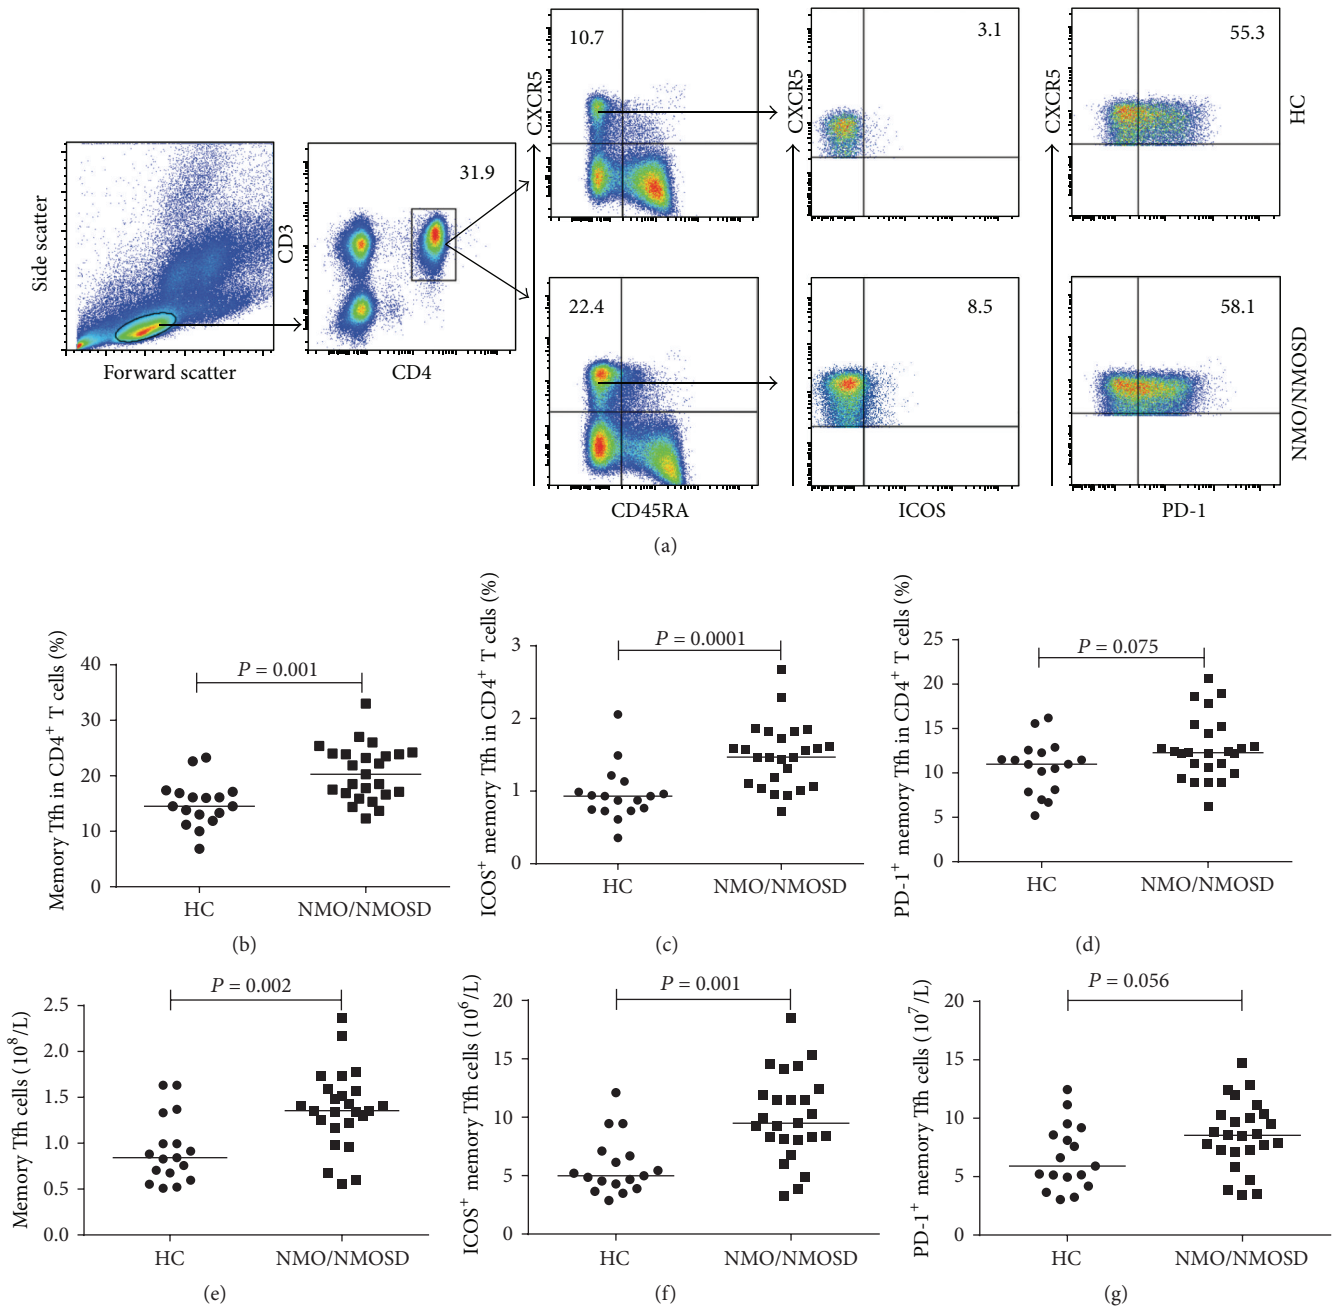 10.7
3.1
55.3
CXCR5
CXCR5
CXCR5
HC
31.9
Side scatter
CD3
Forward scatter
CD4
22.4
8.5
58.1
NMO/NMOSD
CD45RA
ICOS
PD-1
(a)
Memory Tfh in CD4⁺ T cells (%)
P = 0.001
40
30
20
10
0
HC
NMO/NMOSD
(b)
ICOS⁺ memory Tfh in CD4⁺ T cells (%)
P = 0.0001
3
2
1
0
HC
NMO/NMOSD
(c)
PD-1⁺ memory Tfh in CD4⁺ T cells (%)
P = 0.075
25
20
15
10
5
0
HC
NMO/NMOSD
(d)
Memory Tfh cells (10⁸/L)
P = 0.002
2.5
2.0
1.5
1.0
0.5
0.0
HC
NMO/NMOSD
(e)
ICOS⁺ memory Tfh cells (10⁶/L)
P = 0.001
20
15
10
5
0
HC
NMO/NMOSD
(f)
PD-1⁺ memory Tfh cells (10⁷/L)
P = 0.056
20
15
10
5
0
HC
NMO/NMOSD
(g)